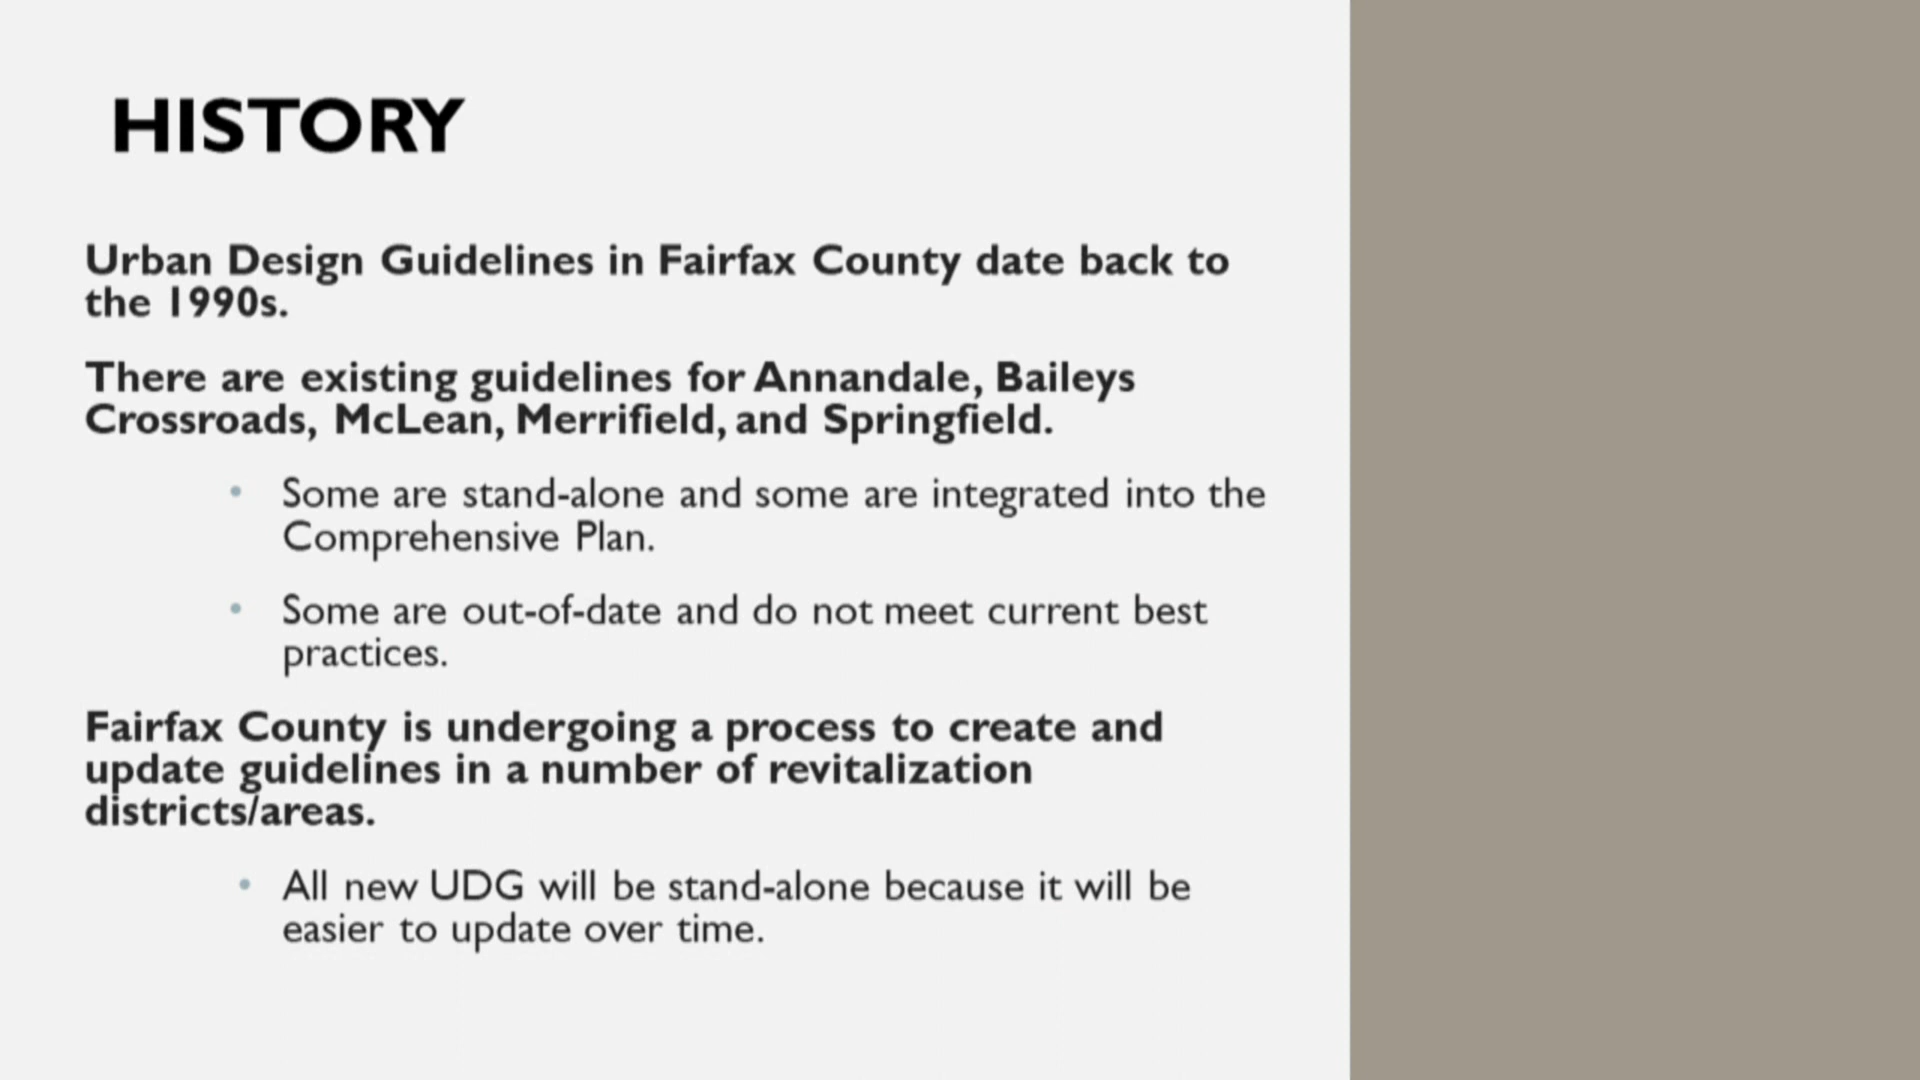 HISTORY
Urban Design Guidelines in Fairfax County date back to
the 1990s.
There are existing guidelines for Annandale, Baileys
Crossroads, McLean, Merrifield, and Springfield.
• Some are stand-alone and some are integrated into the
Comprehensive Plan.
• Some are out-of-date and do not meet current best
practices.
Fairfax County is undergoing a process to create and
update guidelines in a number of revitalization
districts/areas.
• All new UDG will be stand-alone because it will be
easier to update over time.